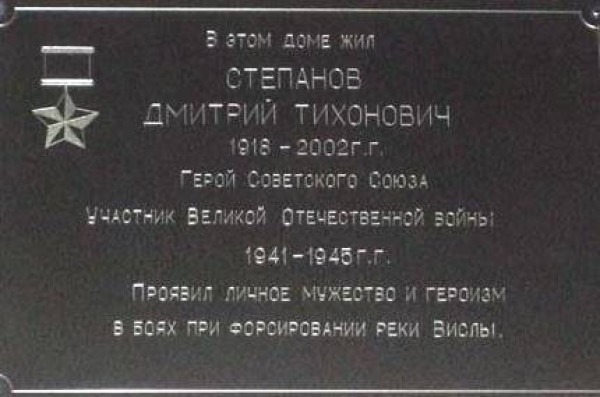 В этом доме жил
СТЕПАНОВ
ДМИТРИЙ ТИХОНОВИЧ
1918 – 2002г.г.
Герой Советского Союза
Участник Великой Отечественной войны
1941–1945г.г.
Проявил личное мужество и героизм
в боях при форсировании реки Вислы.